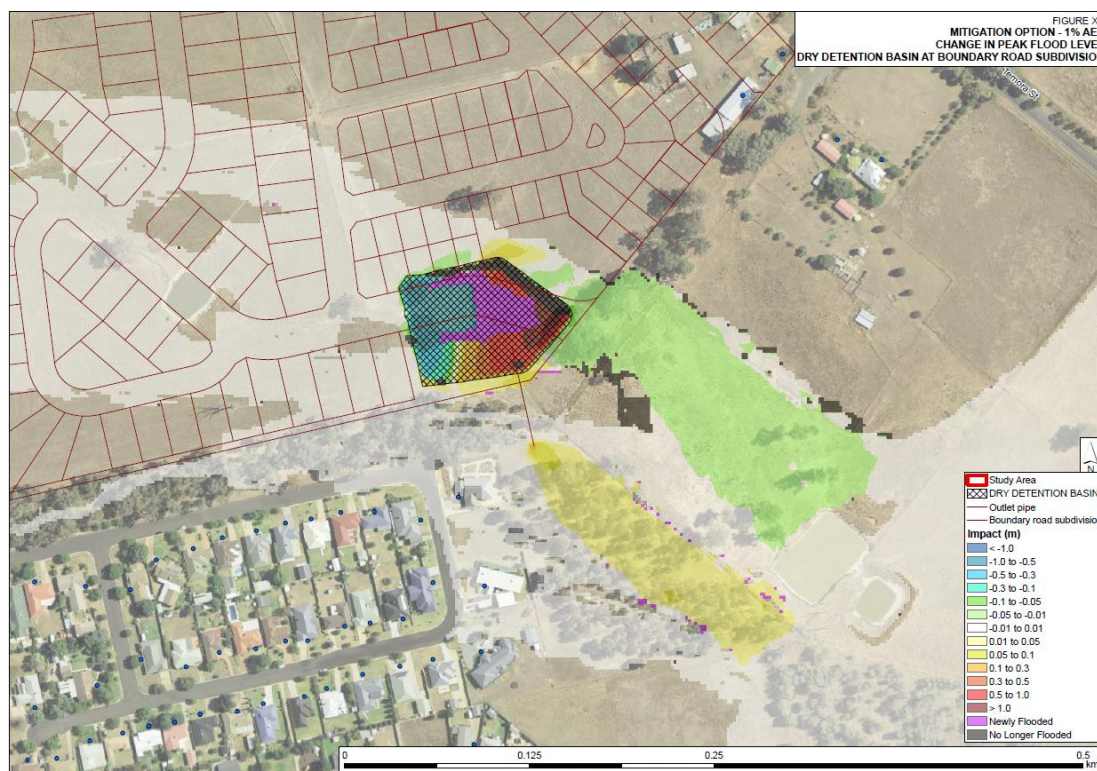 FIGURE X
MITIGATION OPTION - 1% AE
CHANGE IN PEAK FLOOD LEVE
DRY DETENTION BASIN AT BOUNDARY ROAD SUBDIVISIO
Temora St
N
Study Area
DRY DETENTION BASIN
Outlet pipe
Boundary road subdivisio
Impact (m)
< -1.0
-1.0 to -0.5
-0.5 to -0.3
-0.3 to -0.1
-0.1 to -0.05
-0.05 to -0.01
-0.01 to 0.01
0.01 to 0.05
0.05 to 0.1
0.1 to 0.3
0.3 to 0.5
0.5 to 1.0
> 1.0
Newly Flooded
No Longer Flooded
0 0.125 0.25 0.5
km